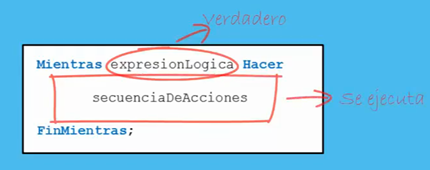 Verdadero
Mientras expresionLogica Hacer
secuenciaDeAcciones
Se ejecuta
FinMientras;